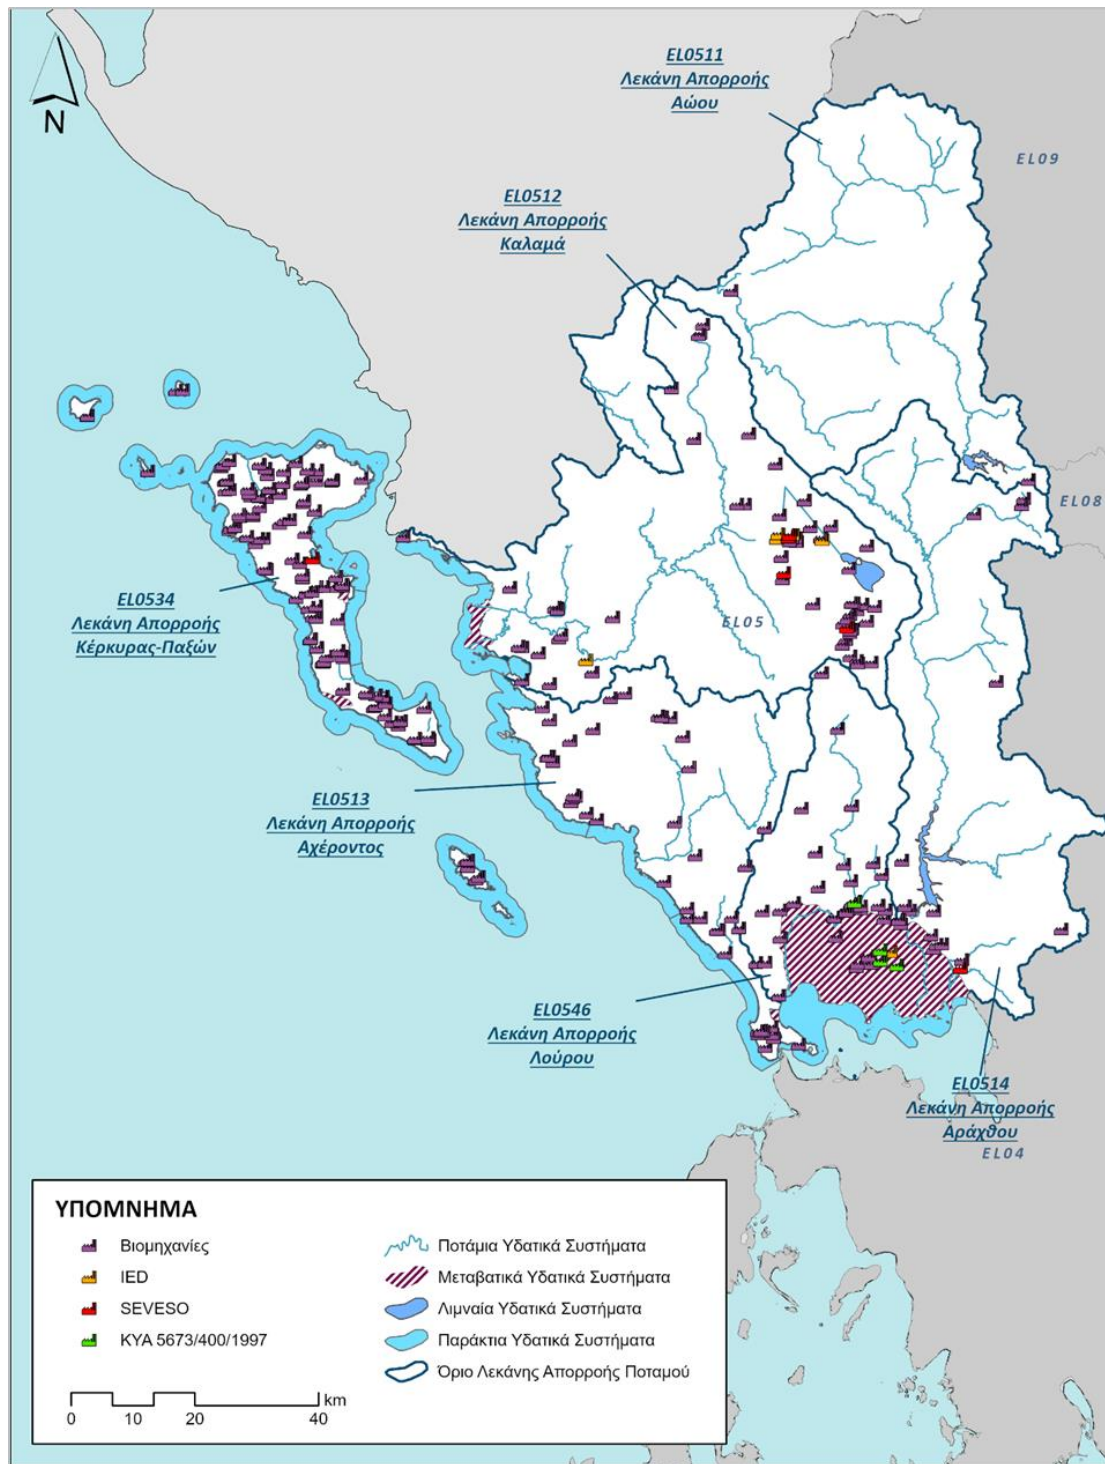 EL0511
Λεκάνη Απορροής
Αώου
EL09
EL0512
Λεκάνη Απορροής
Καλαμά
N
EL08
EL0534
Λεκάνη Απορροής
Κέρκυρας-Παξών
EL05
EL0513
Λεκάνη Απορροής
Αχέροντος
EL0546
Λεκάνη Απορροής
Λούρου
EL0514
Λεκάνη Απορροής
Αράχθου
EL04
ΥΠΟΜΝΗΜΑ
Βιομηχανίες
IED
SEVESO
ΚΥΑ 5673/400/1997
Ποτάμια Υδατικά Συστήματα
Μεταβατικά Υδατικά Συστήματα
Λιμναία Υδατικά Συστήματα
Παράκτια Υδατικά Συστήματα
Όριο Λεκάνης Απορροής Ποταμού
km
0 10 20 40